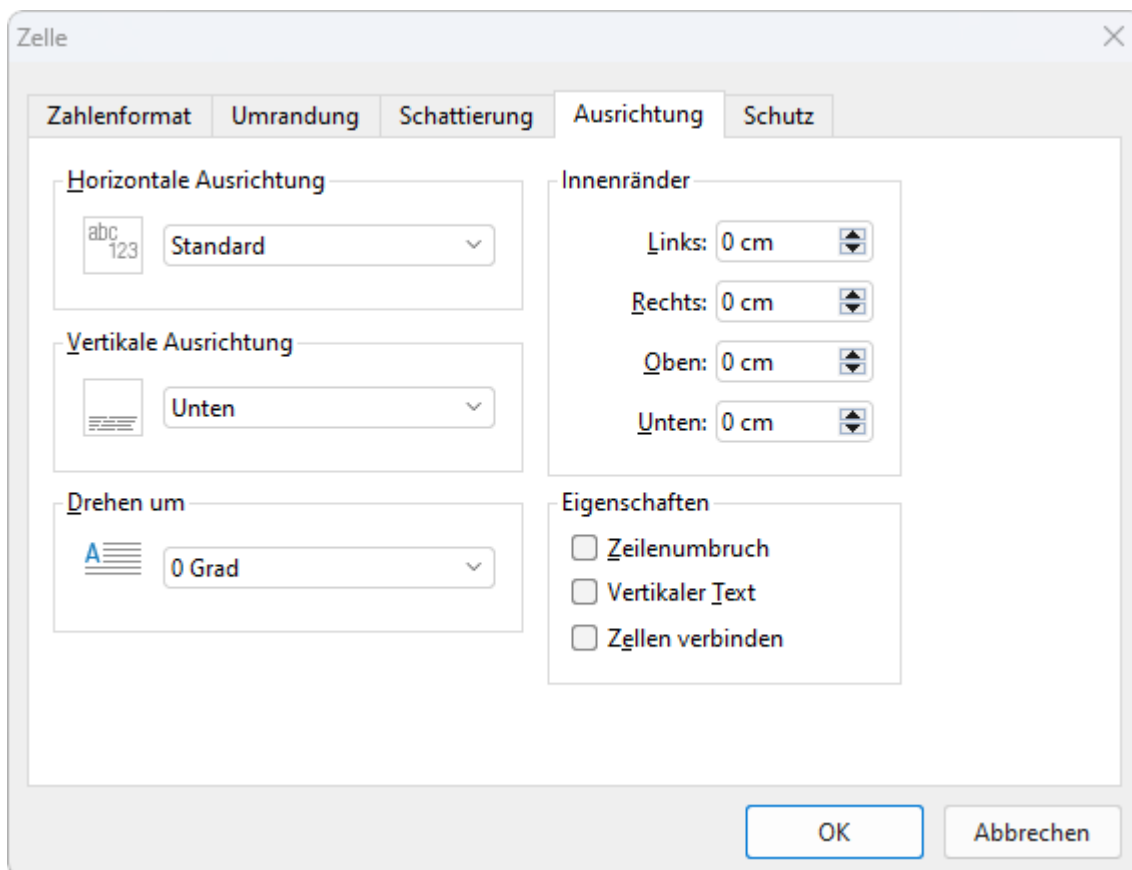 Zelle
Zahlenformat Umrandung Schattierung Ausrichtung Schutz
Horizontale Ausrichtung
abc
123
Standard
Vertikale Ausrichtung
Unten
Drehen um
A
0 Grad
Innenränder
Links: 0 cm
Rechts: 0 cm
Oben: 0 cm
Unten: 0 cm
Eigenschaften
Zeilenumbruch
Vertikaler Text
Zellen verbinden
OK Abbrechen